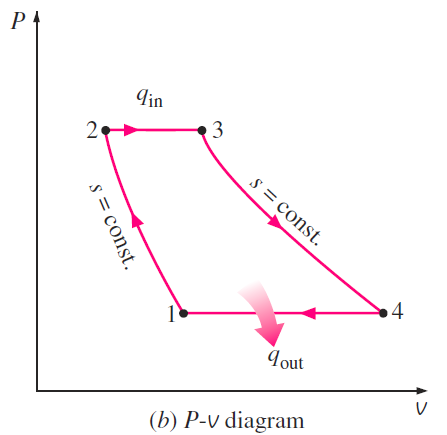 P
q_in
2
3
s = const.
s = const.
1
4
q_out
v
(b) P-v diagram